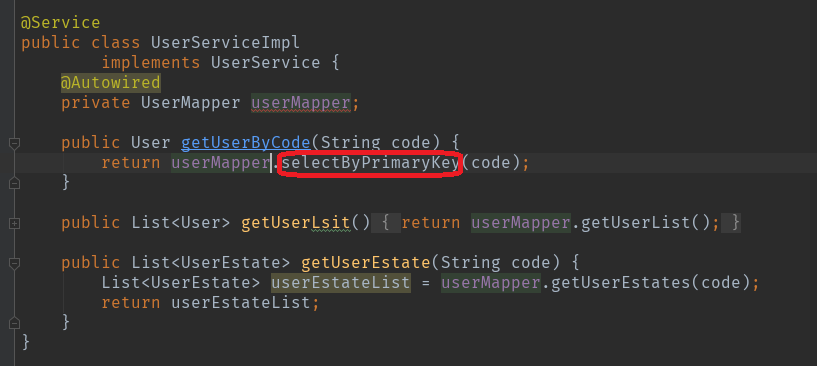 @Service
public class UserServiceImpl
        implements UserService {
    @Autowired
    private UserMapper userMapper;

    public User getUserByCode(String code) {
        return userMapper.selectByPrimaryKey(code);
    }

    public List<User> getUserLsit() { return userMapper.getUserList(); }

    public List<UserEstate> getUserEstate(String code) {
        List<UserEstate> userEstateList = userMapper.getUserEstates(code);
        return userEstateList;
    }
}